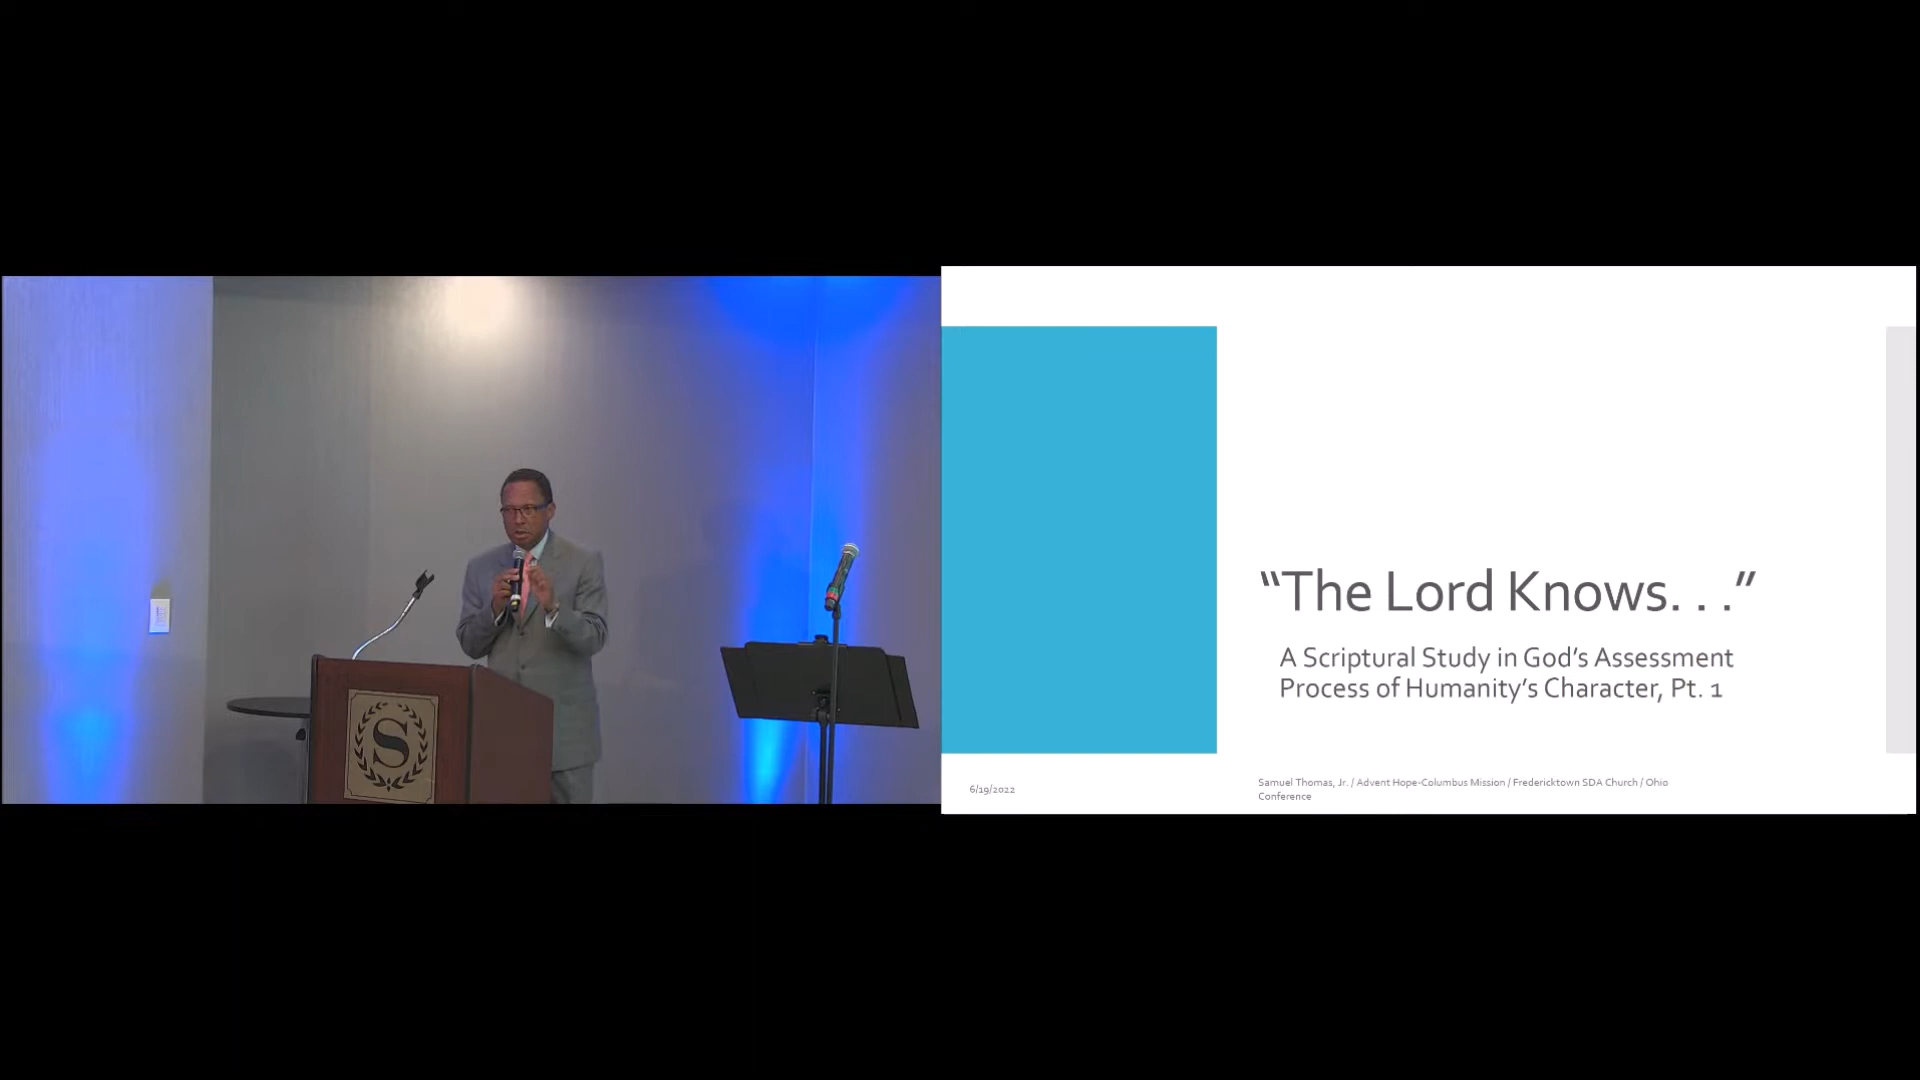 S
“The Lord Knows. . .”
A Scriptural Study in God’s Assessment
Process of Humanity’s Character, Pt. 1
6/19/2022
Samuel Thomas, Jr. / Advent Hope-Columbus Mission / Fredericktown SDA Church / Ohio
Conference